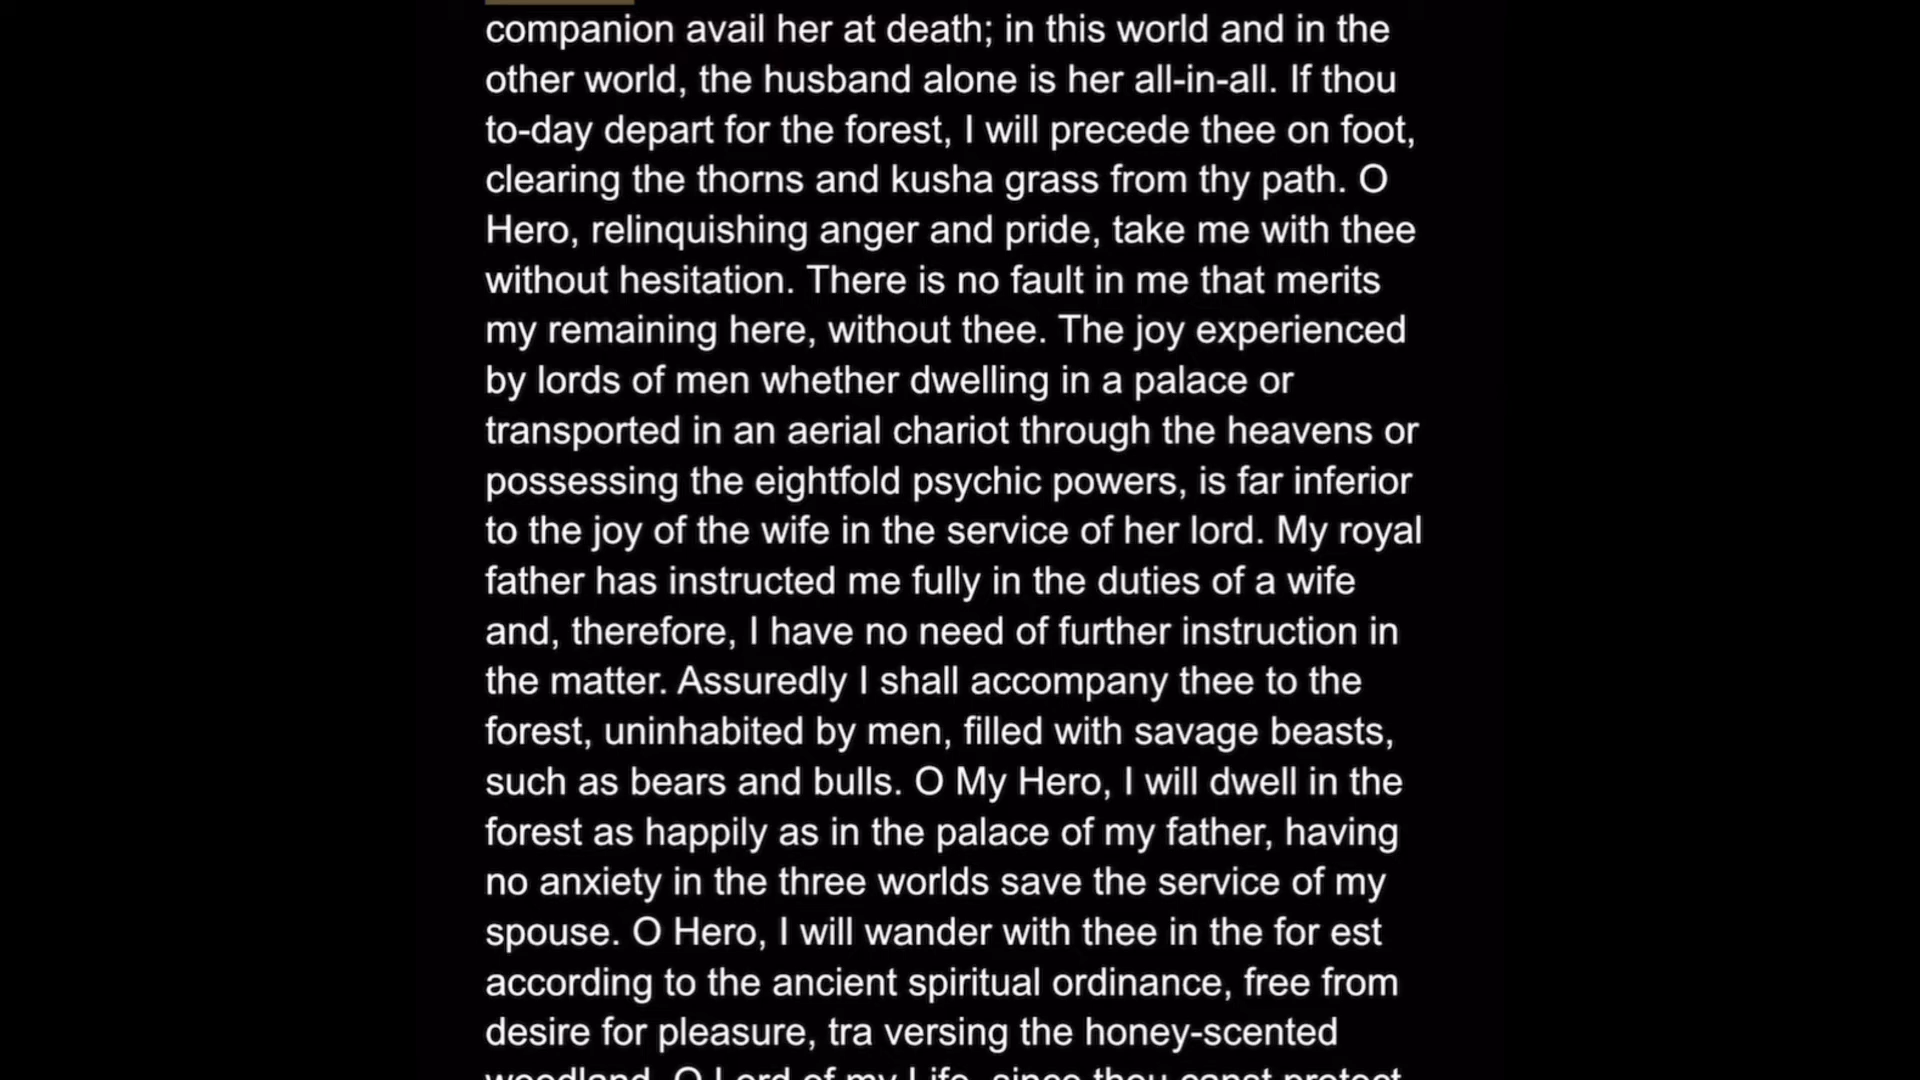 companion avail her at death; in this world and in the
other world, the husband alone is her all-in-all. If thou
to-day depart for the forest, I will precede thee on foot,
clearing the thorns and kusha grass from thy path. O
Hero, relinquishing anger and pride, take me with thee
without hesitation. There is no fault in me that merits
my remaining here, without thee. The joy experienced
by lords of men whether dwelling in a palace or
transported in an aerial chariot through the heavens or
possessing the eightfold psychic powers, is far inferior
to the joy of the wife in the service of her lord. My royal
father has instructed me fully in the duties of a wife
and, therefore, I have no need of further instruction in
the matter. Assuredly I shall accompany thee to the
forest, uninhabited by men, filled with savage beasts,
such as bears and bulls. O My Hero, I will dwell in the
forest as happily as in the palace of my father, having
no anxiety in the three worlds save the service of my
spouse. O Hero, I will wander with thee in the for est
according to the ancient spiritual ordinance, free from
desire for pleasure, tra versing the honey-scented
woodland. O Lord of my Life, since thou canst protect